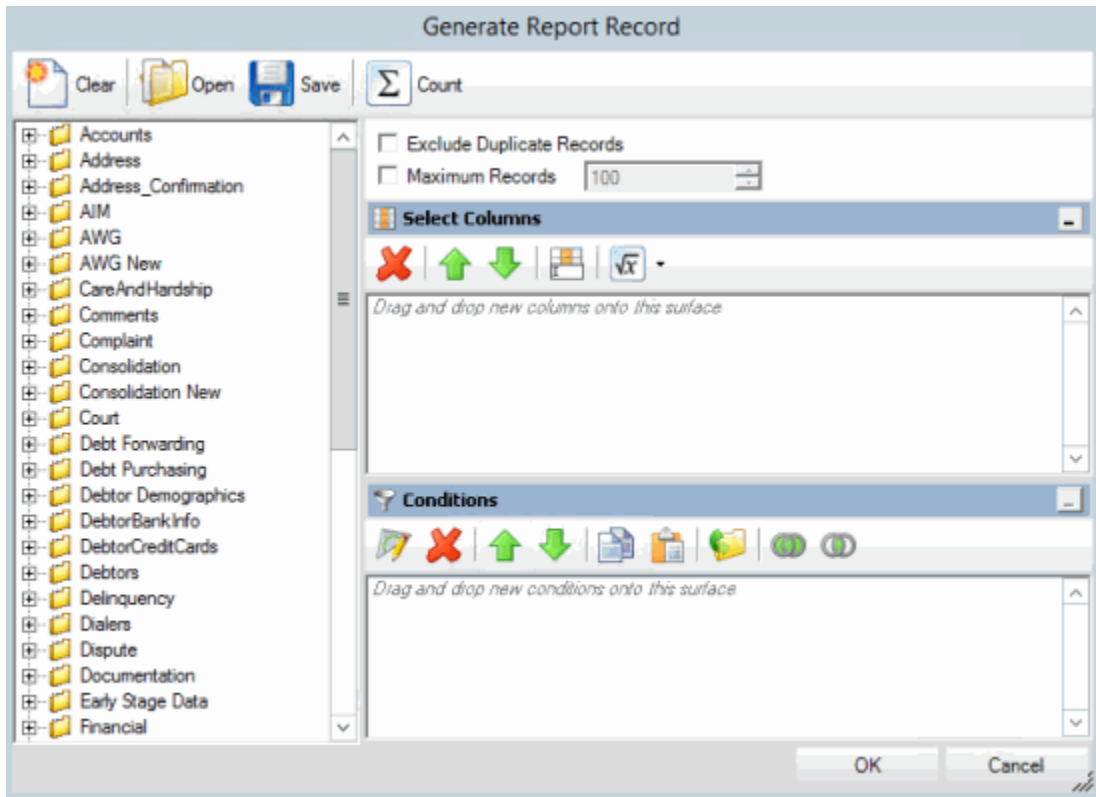 Generate Report Record
Clear Open Save Σ Count
Accounts
Address
Address_Confirmation
AIM
AWG
AWG New
CareAndHardship
Comments
Complaint
Consolidation
Consolidation New
Court
Debt Forwarding
Debt Purchasing
Debtor Demographics
DebtorBankInfo
DebtorCreditCards
Debtors
Delinquency
Dialers
Dispute
Documentation
Early Stage Data
Financial
Exclude Duplicate Records
Maximum Records 100
Select Columns
√x
Drag and drop new columns onto this surface
Conditions
Drag and drop new conditions onto this surface
OK Cancel